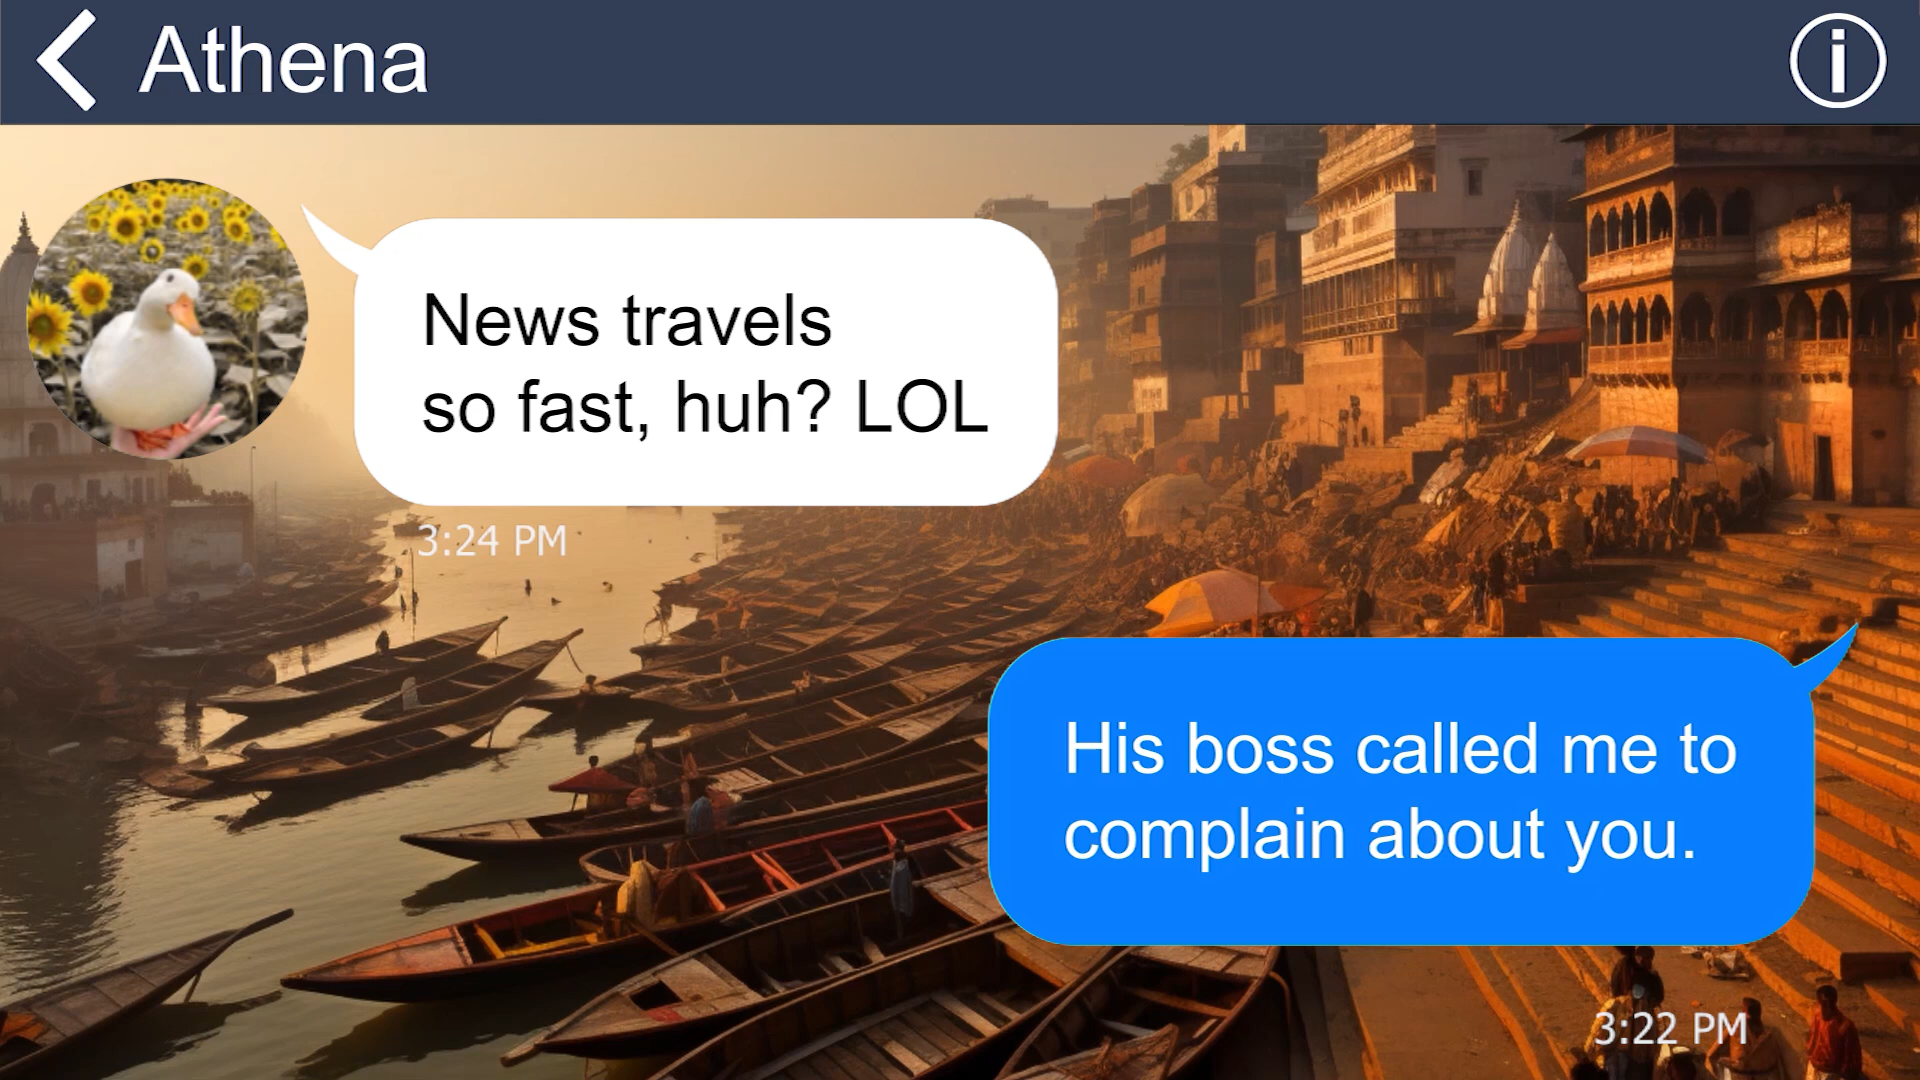 Athena
News travels
so fast, huh? LOL
3:24 PM
His boss called me to
complain about you.
3:22 PM